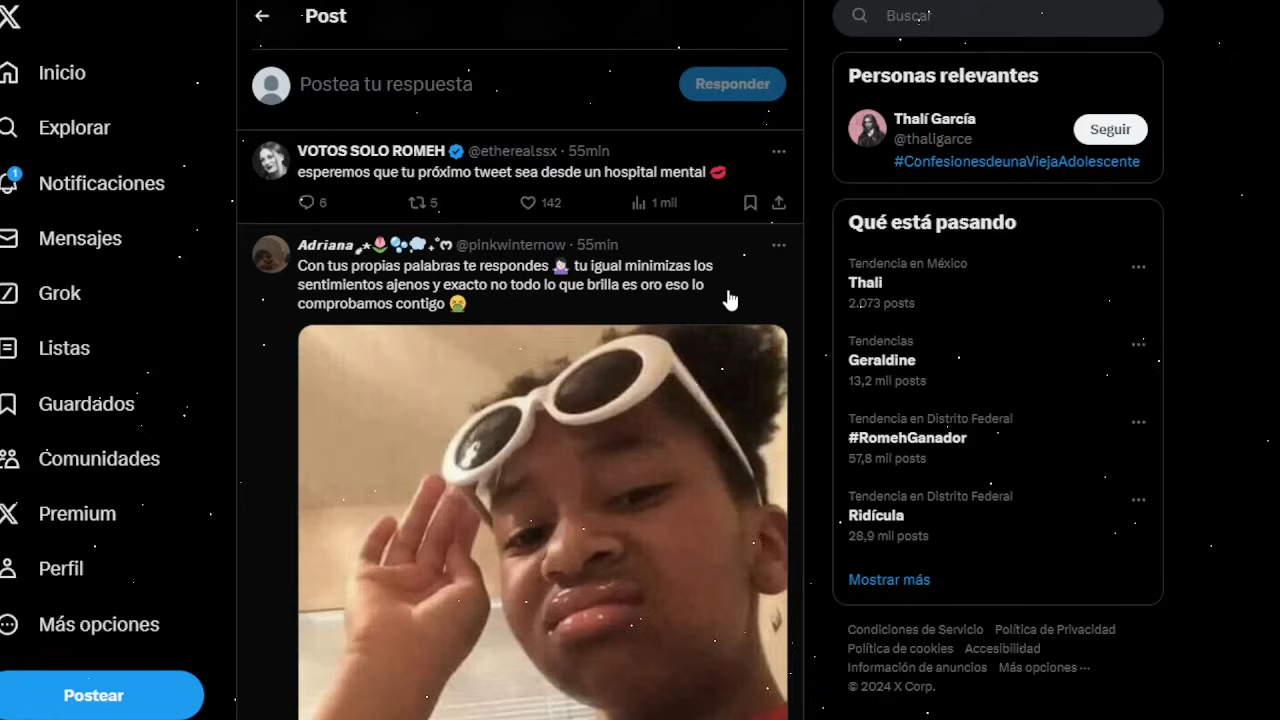 Inicio
Explorar
1
Notificaciones
Mensajes
Grok
Listas
Guardados
Comunidades
Premium
Perfil
Más opciones
Postear
Post
Postea tu respuesta
Responder
VOTOS SOLO ROMEH @etherealssx · 55min
esperemos que tu próximo tweet sea desde un hospital mental 💋
6 5 142 1 mil
Adriana 🌷🫧💭 @pinkwinternow · 55min
Con tus propias palabras te respondes 🤷🏻‍♀️ tu igual minimizas los
sentimientos ajenos y exacto no todo lo que brilla es oro eso lo
comprobamos contigo 🤮
Buscar
Personas relevantes
Thalí García
@thaligarce
Seguir
#ConfesionesdeunaViejaAdolescente
Qué está pasando
Tendencia en México
Thali
2.073 posts
Tendencias
Geraldine
13,2 mil posts
Tendencia en Distrito Federal
#RomehGanador
57,8 mil posts
Tendencia en Distrito Federal
Ridícula
28,9 mil posts
Mostrar más
Condiciones de Servicio Política de Privacidad
Política de cookies Accesibilidad
Información de anuncios Más opciones ···
© 2024 X Corp.